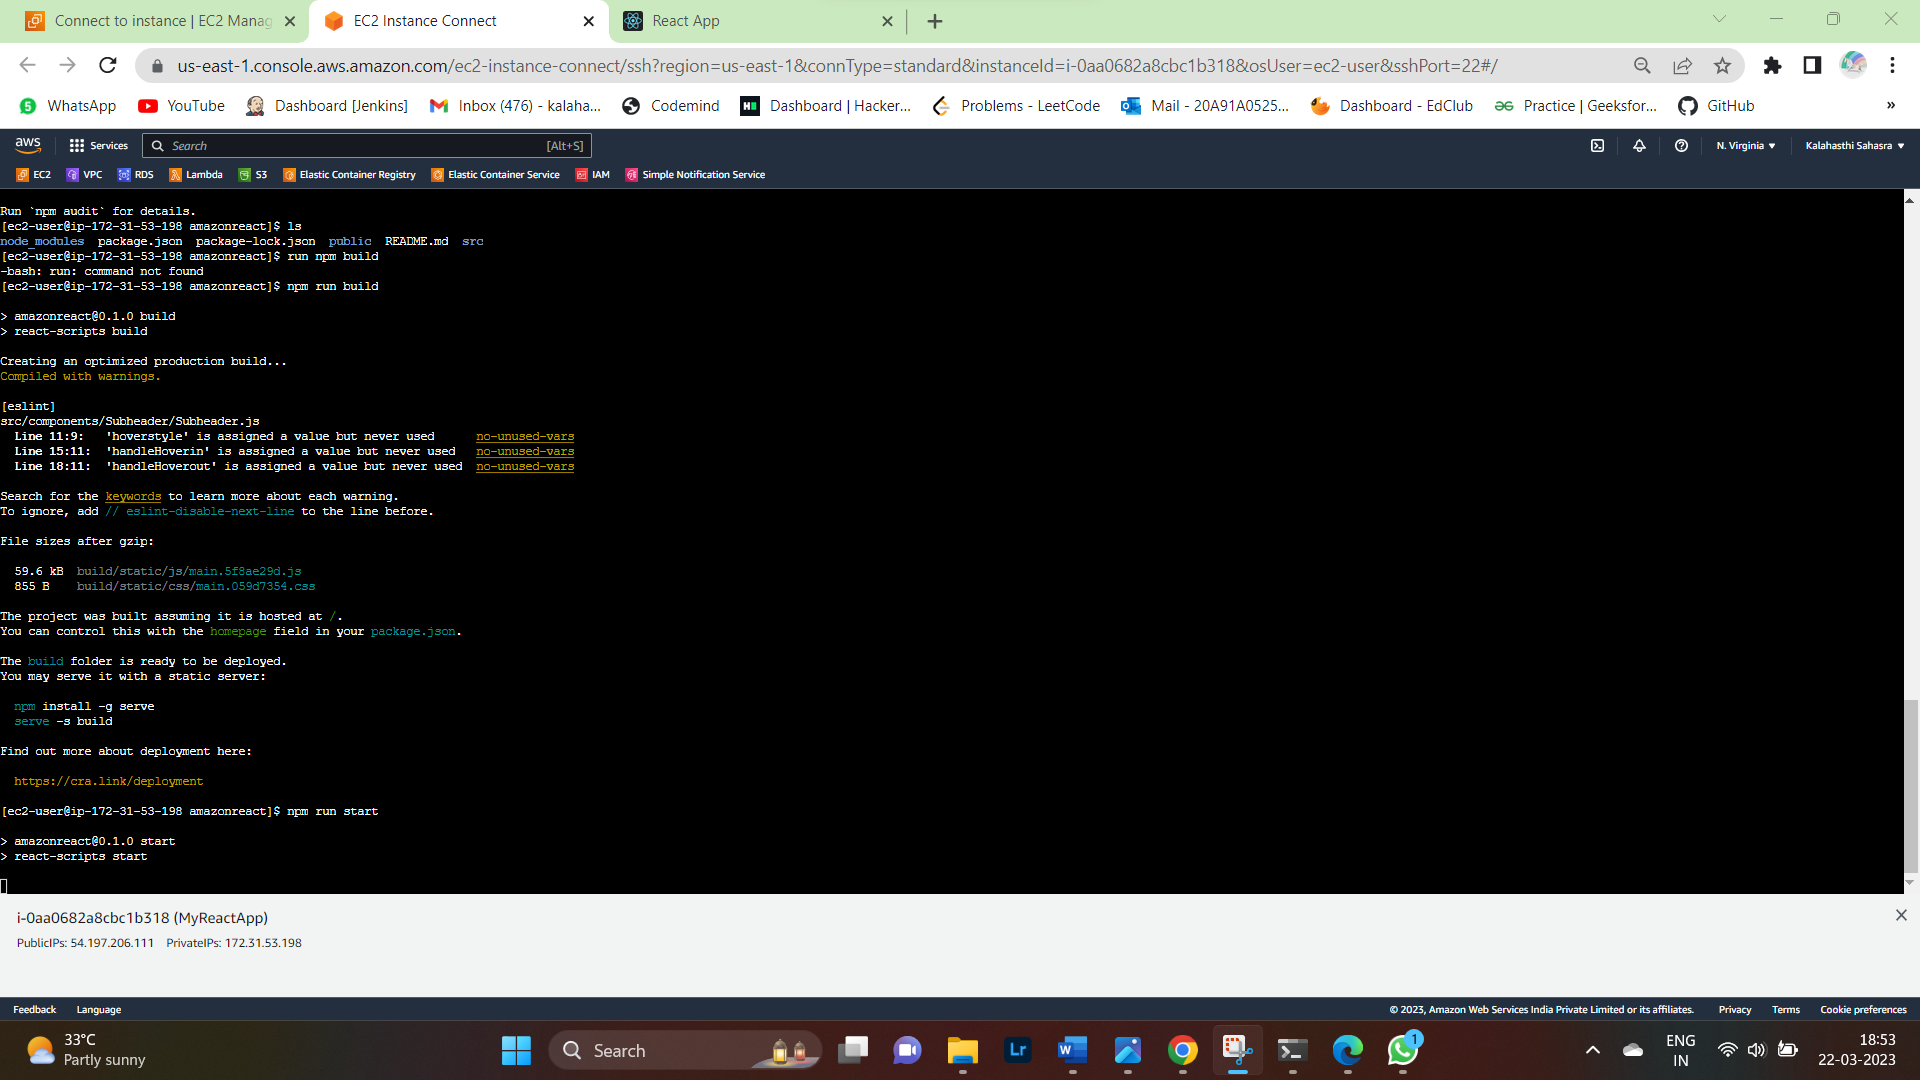 Connect to instance | EC2 Manag
EC2 Instance Connect
React App
us-east-1.console.aws.amazon.com/ec2-instance-connect/ssh?region=us-east-1&connType=standard&instanceId=i-0aa0682a8cbc1b318&osUser=ec2-user&sshPort=22#/
WhatsApp
YouTube
Dashboard [Jenkins]
Inbox (476) - kalaha...
Codemind
Dashboard | Hacker...
Problems - LeetCode
Mail - 20A91A0525...
Dashboard - EdClub
Practice | Geeksfor...
GitHub
»
aws
Services
Search
[Alt+S]
N. Virginia
Kalahasthi Sahasra
EC2
VPC
RDS
Lambda
S3
Elastic Container Registry
Elastic Container Service
IAM
Simple Notification Service
Run `npm audit` for details.
[ec2-user@ip-172-31-53-198 amazonreact]$ ls
node_modules  package.json  package-lock.json  public  README.md  src
[ec2-user@ip-172-31-53-198 amazonreact]$ run npm build
-bash: run: command not found
[ec2-user@ip-172-31-53-198 amazonreact]$ npm run build
> amazonreact@0.1.0 build
> react-scripts build
Creating an optimized production build...
Compiled with warnings.
[eslint]
src/components/Subheader/Subheader.js
Line 11:9:   'hoverstyle' is assigned a value but never used      no-unused-vars
Line 15:11:  'handleHoverin' is assigned a value but never used   no-unused-vars
Line 18:11:  'handleHoverout' is assigned a value but never used  no-unused-vars
Search for the keywords to learn more about each warning.
To ignore, add // eslint-disable-next-line to the line before.
File sizes after gzip:
59.6 kB  build/static/js/main.5f8ae29d.js
855 B    build/static/css/main.059d7354.css
The project was built assuming it is hosted at /.
You can control this with the homepage field in your package.json.
The build folder is ready to be deployed.
You may serve it with a static server:
npm install -g serve
serve -s build
Find out more about deployment here:
https://cra.link/deployment
[ec2-user@ip-172-31-53-198 amazonreact]$ npm run start
> amazonreact@0.1.0 start
> react-scripts start
i-0aa0682a8cbc1b318 (MyReactApp)
PublicIPs: 54.197.206.111   PrivateIPs: 172.31.53.198
Feedback
Language
© 2023, Amazon Web Services India Private Limited or its affiliates.
Privacy
Terms
Cookie preferences
33°C
Partly sunny
Search
Lr
W
1
ENG
IN
18:53
22-03-2023